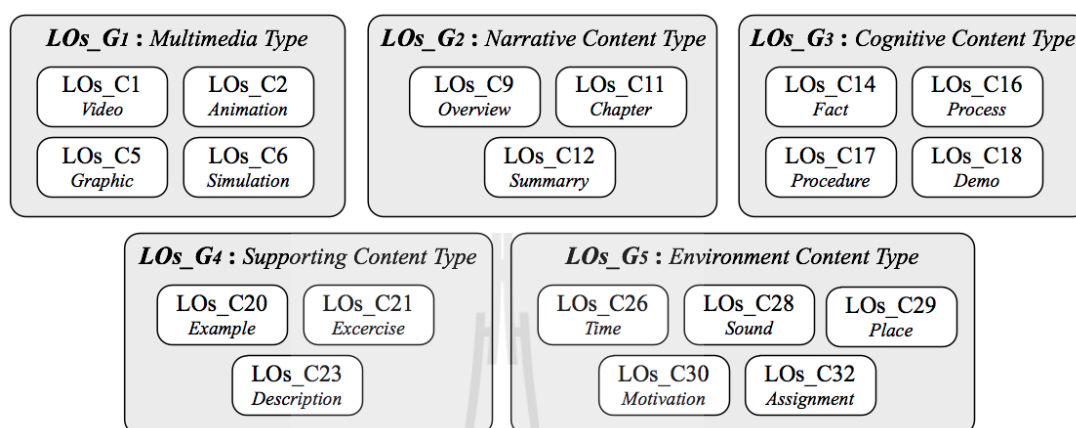 LOs_G1 : Multimedia Type
LOs_C1
Video
LOs_C2
Animation
LOs_C5
Graphic
LOs_C6
Simulation
LOs_G2 : Narrative Content Type
LOs_C9
Overview
LOs_C11
Chapter
LOs_C12
Summarry
LOs_G3 : Cognitive Content Type
LOs_C14
Fact
LOs_C16
Process
LOs_C17
Procedure
LOs_C18
Demo
LOs_G4 : Supporting Content Type
LOs_C20
Example
LOs_C21
Excercise
LOs_C23
Description
LOs_G5 : Environment Content Type
LOs_C26
Time
LOs_C28
Sound
LOs_C29
Place
LOs_C30
Motivation
LOs_C32
Assignment